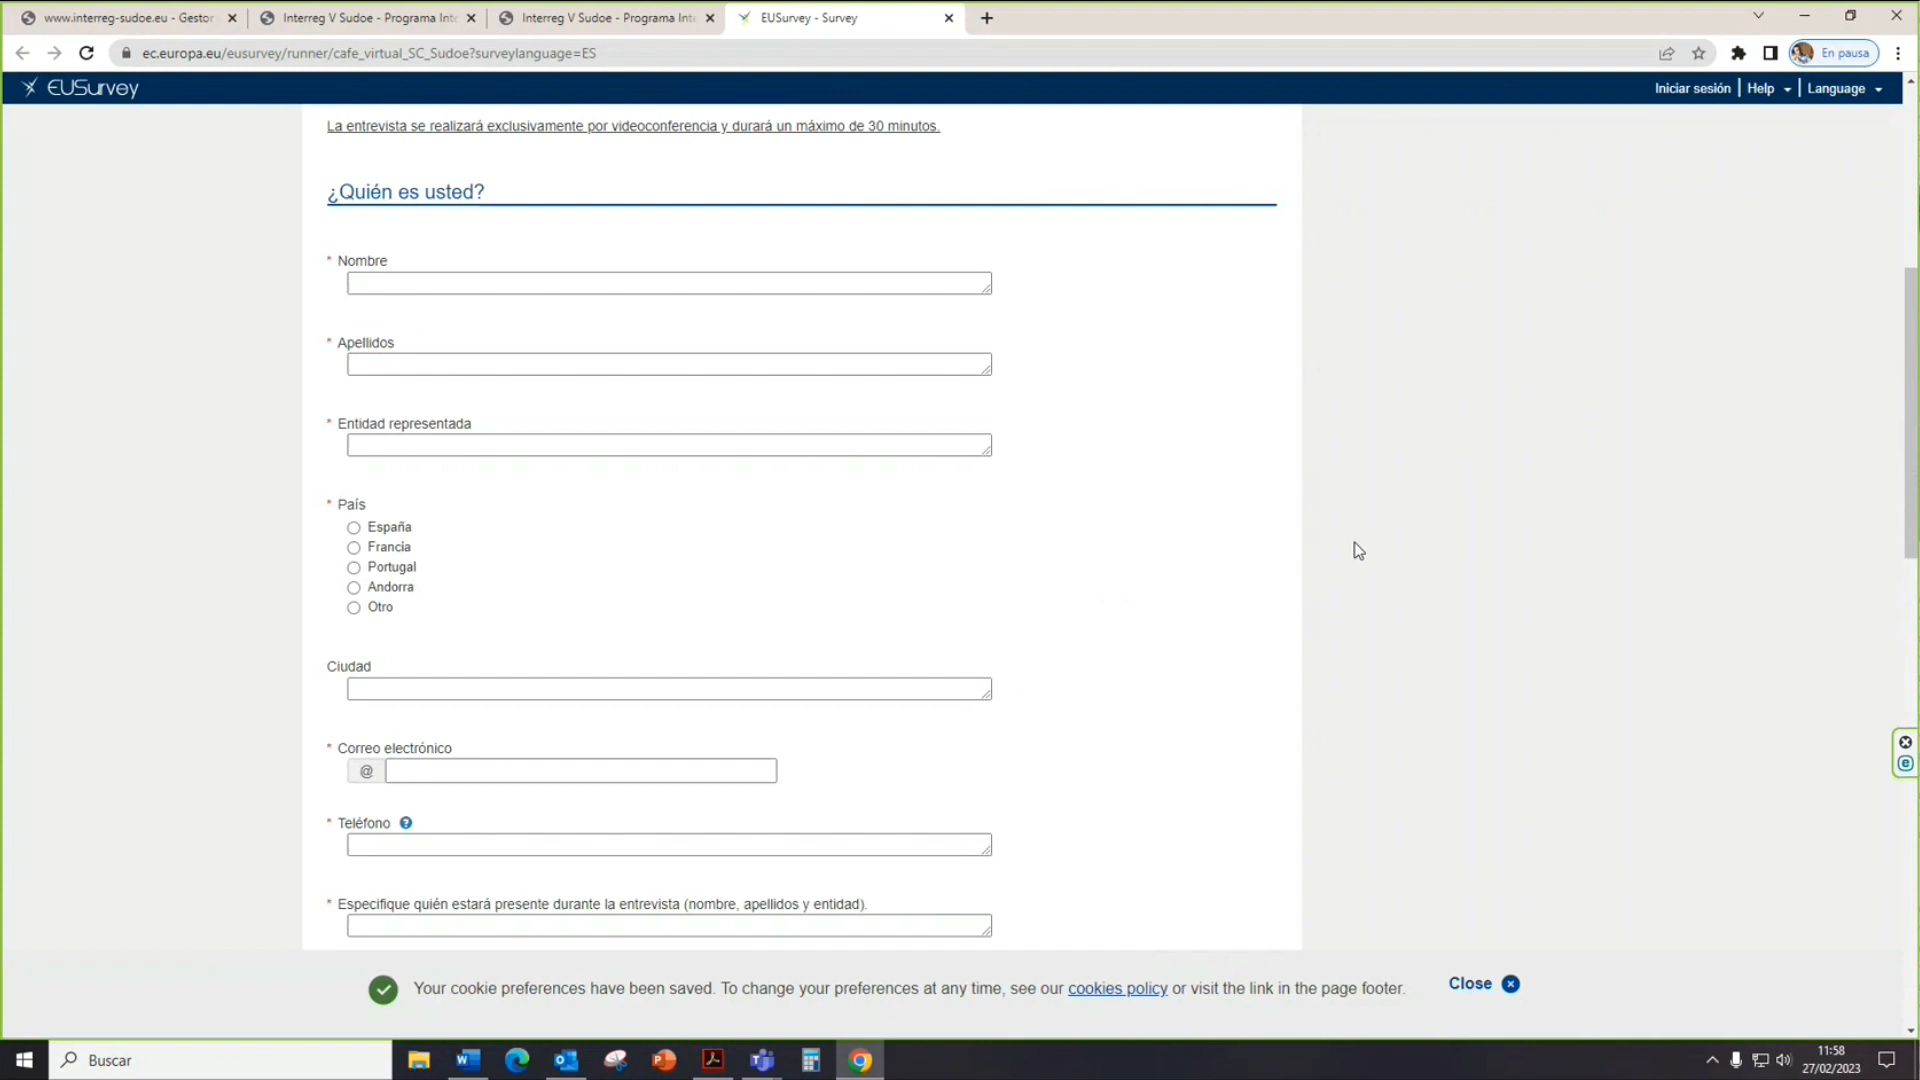 www.interreg-sudoe.eu - Gestor
Interreg V Sudoe - Programa Inte
Interreg V Sudoe - Programa Inte
EUSurvey - Survey
ec.europa.eu/eusurvey/runner/cafe_virtual_SC_Sudoe?surveylanguage=ES
En pausa
EUSurvey
Iniciar sesión
Help
Language
La entrevista se realizará exclusivamente por videoconferencia y durará un máximo de 30 minutos.
¿Quién es usted?
* Nombre
* Apellidos
* Entidad representada
* País
España
Francia
Portugal
Andorra
Otro
Ciudad
* Correo electrónico
@
* Teléfono ?
* Especifique quién estará presente durante la entrevista (nombre, apellidos y entidad).
Your cookie preferences have been saved. To change your preferences at any time, see our cookies policy or visit the link in the page footer.
Close
Buscar
11:58
27/02/2023